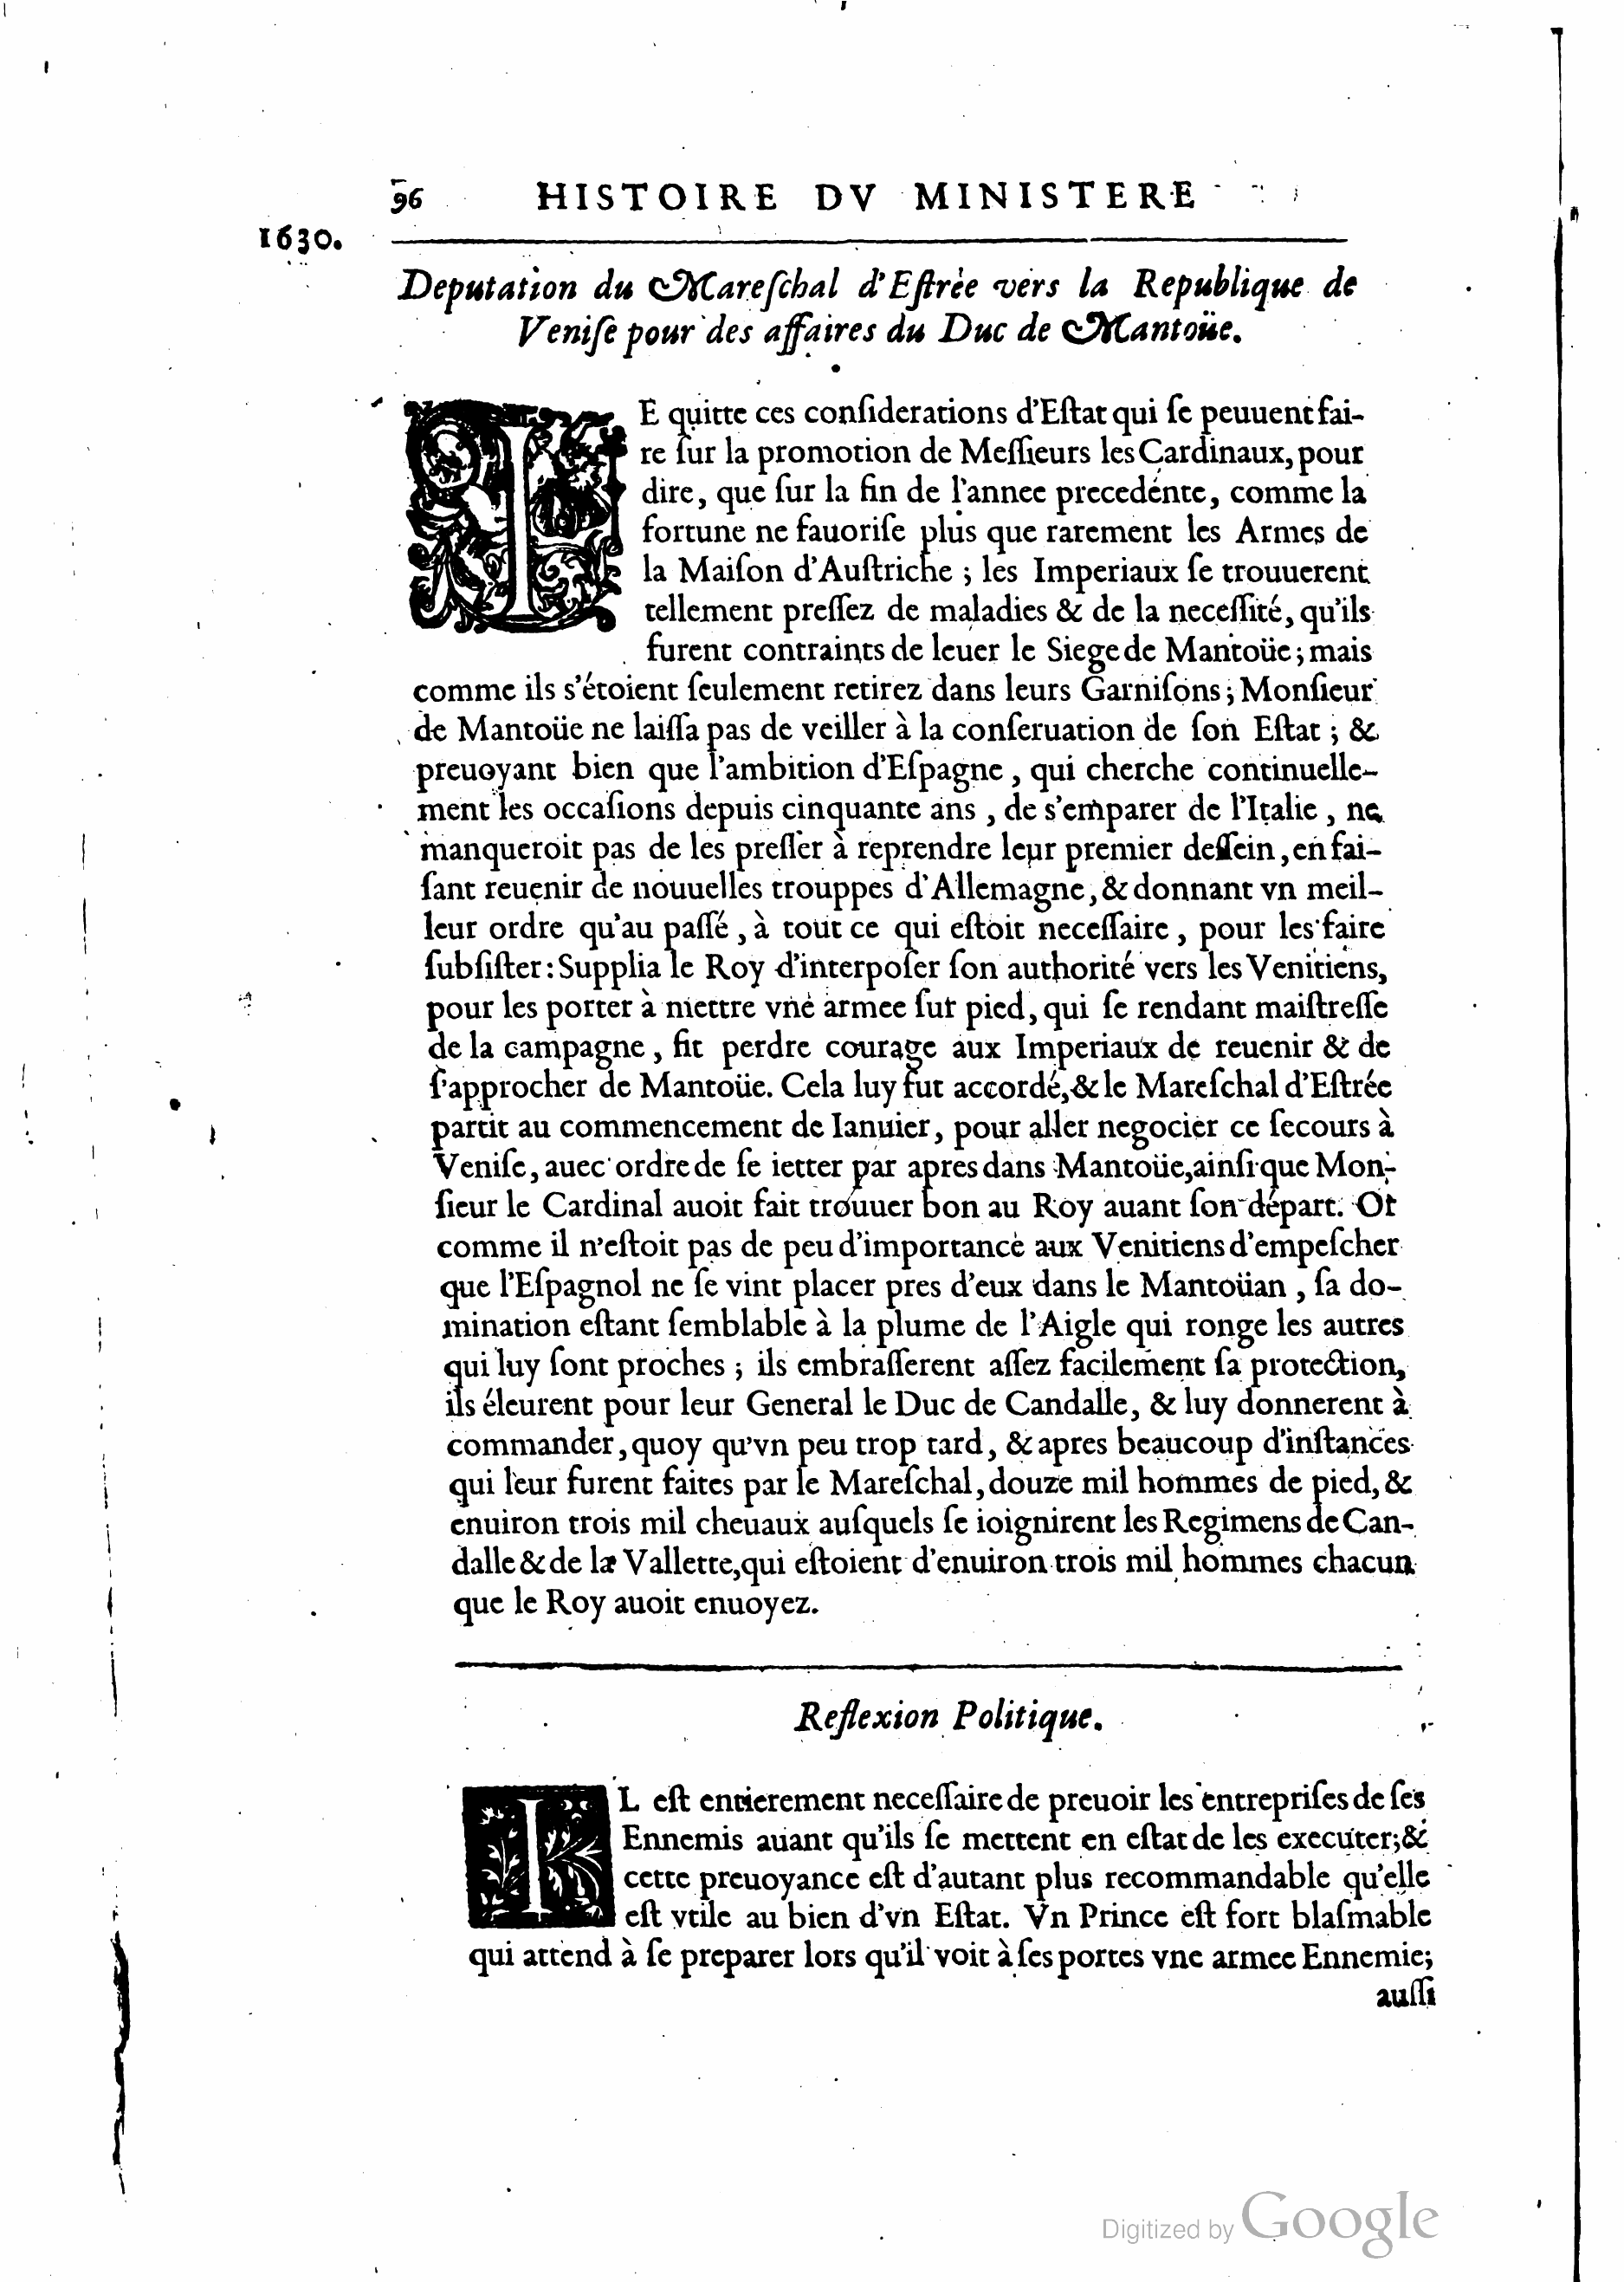 96 HISTOIRE DV MINISTERE
1630.
Deputation du Mareſchal d'Eſtrèe vers la Republique de
Veniſe pour des affaires du Duc de Mantoüe.
IE quitte ces conſiderations d'Eſtat qui ſe peuuent fai-
re ſur la promotion de Meſſieurs les Cardinaux, pour
dire, que ſur la fin de l'annee precedente, comme la
fortune ne fauoriſe plus que rarement les Armes de
la Maiſon d'Auſtriche ; les Imperiaux ſe trouuerent
tellement preſſez de maladies & de la neceſſité, qu'ils
furent contraints de leuer le Siege de Mantoüe ; mais
comme ils s'étoient ſeulement retirez dans leurs Garniſons ; Monſieur
de Mantoüe ne laiſſa pas de veiller à la conſeruation de ſon Eſtat ; &
preuoyant bien que l'ambition d'Eſpagne , qui cherche continuelle-
ment les occaſions depuis cinquante ans , de s'emparer de l'Italie , ne
manqueroit pas de les preſſer à reprendre leur premier deſſein , en fai-
ſant reuenir de nouuelles trouppes d'Allemagne, & donnant vn meil-
leur ordre qu'au paſſé , à tout ce qui eſtoit neceſſaire , pour les faire
ſubſiſter : Supplia le Roy d'interpoſer ſon authorité vers les Venitiens,
pour les porter à mettre vne armee ſur pied, qui ſe rendant maiſtreſſe
de la campagne , fit perdre courage aux Imperiaux de reuenir & de
ſ'approcher de Mantoüe. Cela luy fut accordé, & le Mareſchal d'Eſtrée
partit au commencement de Ianuier, pour aller negocier ce ſecours à
Veniſe, auec ordre de ſe ietter par apres dans Mantoüe, ainſi que Mon-
ſieur le Cardinal auoit fait trouuer bon au Roy auant ſon départ. Or
comme il n'eſtoit pas de peu d'importance aux Venitiens d'empeſcher
que l'Eſpagnol ne ſe vint placer pres d'eux dans le Mantoüan , ſa do-
mination eſtant ſemblable à la plume de l'Aigle qui ronge les autres
qui luy ſont proches ; ils embraſſerent aſſez facilement ſa protection,
ils éleurent pour leur General le Duc de Candalle, & luy donnerent à
commander, quoy qu'vn peu trop tard, & apres beaucoup d'inſtances
qui leur furent faites par le Mareſchal, douze mil hommes de pied, &
enuiron trois mil cheuaux auſquels ſe ioignirent les Regimens de Can-
dalle & de la Vallette, qui eſtoient d'enuiron trois mil hommes chacun
que le Roy auoit enuoyez.
Reflexion Politique.
IL eſt entierement neceſſaire de preuoir les entrepriſes de ſes
Ennemis auant qu'ils ſe mettent en eſtat de les executer ; &
cette preuoyance eſt d'autant plus recommandable qu'elle
eſt vtile au bien d'vn Eſtat. Vn Prince eſt fort blaſmable
qui attend à ſe preparer lors qu'il voit à ſes portes vne armee Ennemie;
auſſi
Digitized by Google